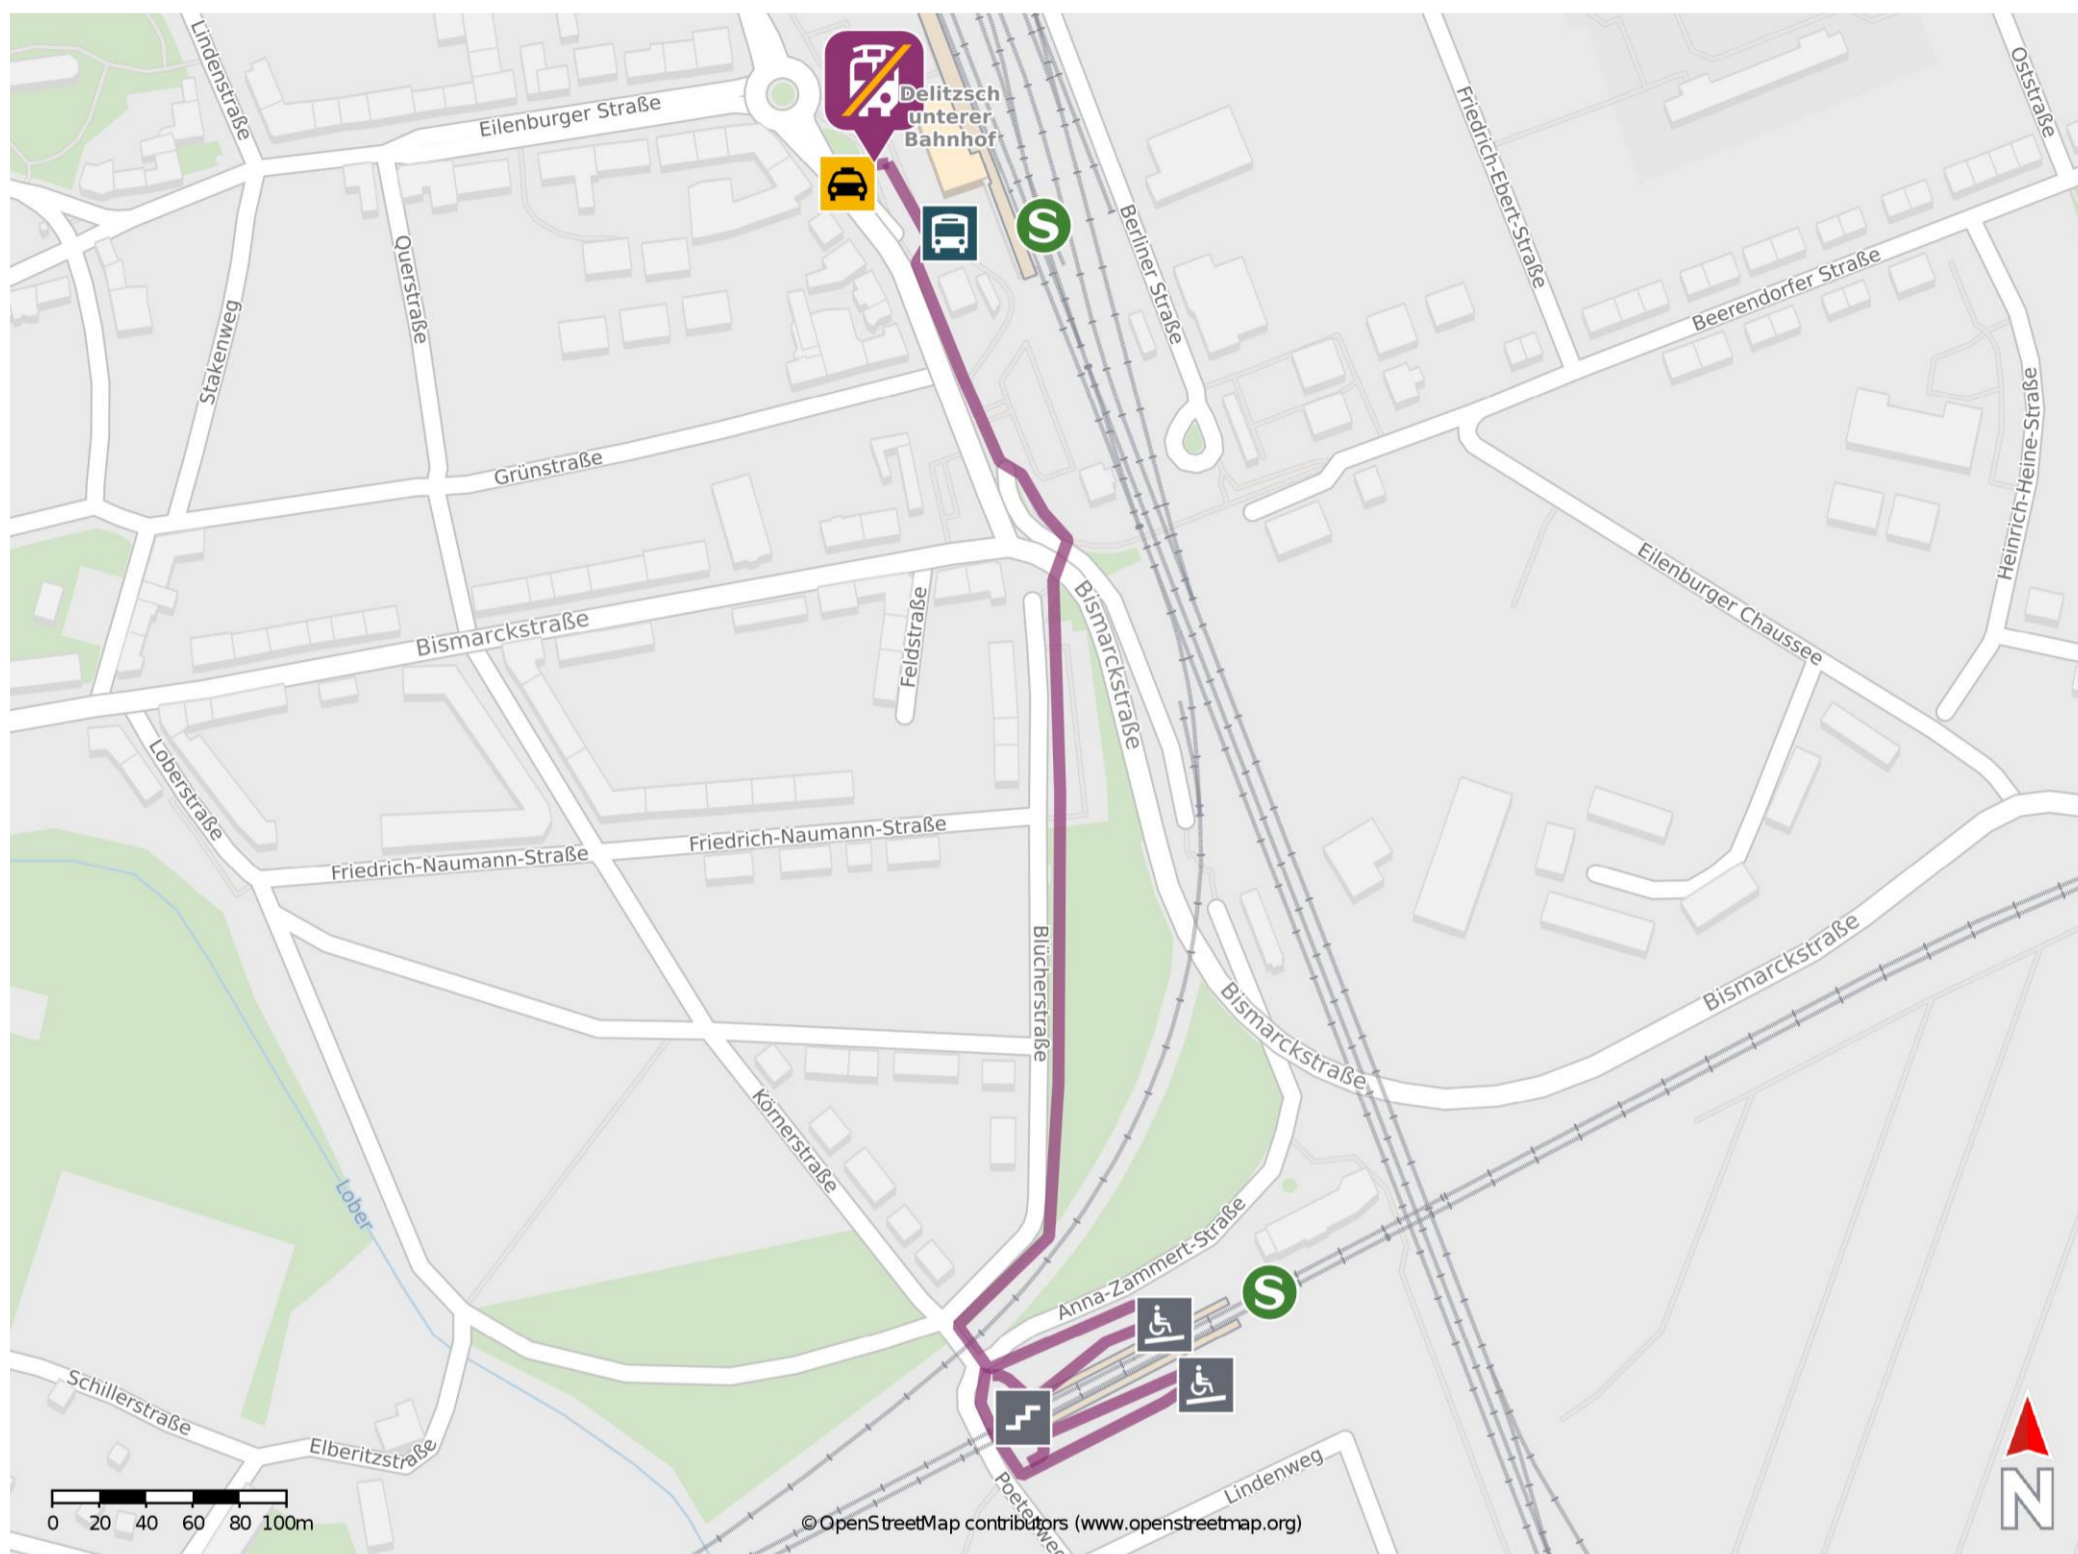 Lindenstraße
Eilenburger Straße
Delitzsch
unterer
Bahnhof
S
Berliner Straße
Friedrich-Ebert-Straße
Oststraße
Querstraße
Stakenweg
Beerendorfer Straße
Heinrich-Heine-Straße
Grünstraße
Eilenburger Chaussee
Bismarckstraße
Feldstraße
Bismarckstraße
Loberstraße
Friedrich-Naumann-Straße
Friedrich-Naumann-Straße
Blücherstraße
Bismarckstraße
Bismarckstraße
Körnerstraße
Lober
Anna-Zammert-Straße
S
Schillerstraße
Elberitzstraße
Lindenweg
Poetenweg
N
0 20 40 60 80 100m
©OpenStreetMap contributors (www.openstreetmap.org)